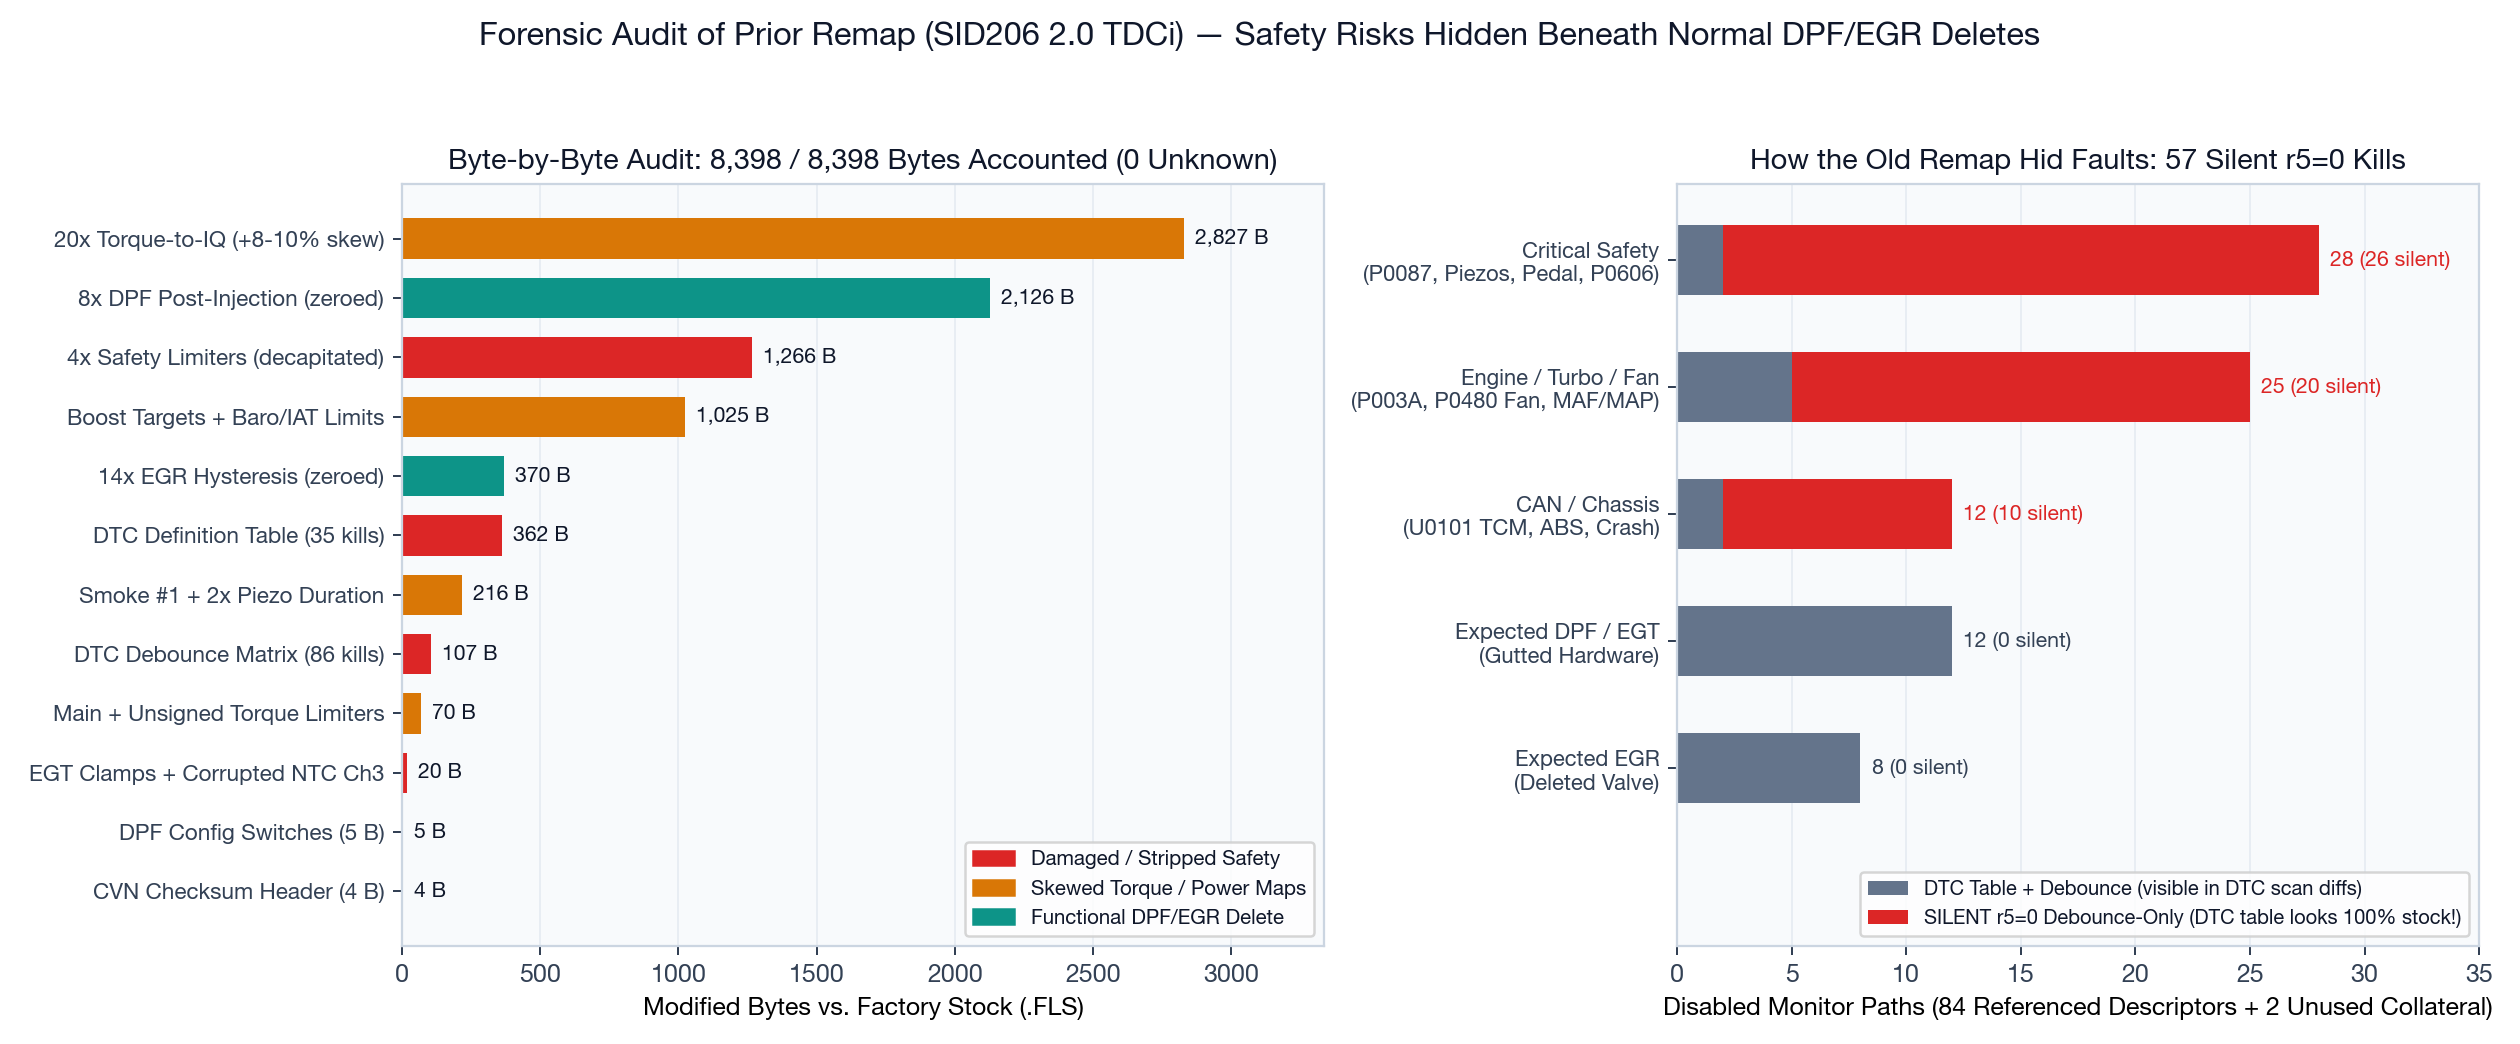 Forensic Audit of Prior Remap (SID206 2.0 TDCi) — Safety Risks Hidden Beneath Normal DPF/EGR Deletes
Byte-by-Byte Audit: 8,398 / 8,398 Bytes Accounted (0 Unknown)
20x Torque-to-IQ (+8-10% skew)
2,827 B
8x DPF Post-Injection (zeroed)
2,126 B
4x Safety Limiters (decapitated)
1,266 B
Boost Targets + Baro/IAT Limits
1,025 B
14x EGR Hysteresis (zeroed)
370 B
DTC Definition Table (35 kills)
362 B
Smoke #1 + 2x Piezo Duration
216 B
DTC Debounce Matrix (86 kills)
107 B
Main + Unsigned Torque Limiters
70 B
EGT Clamps + Corrupted NTC Ch3
20 B
DPF Config Switches (5 B)
5 B
CVN Checksum Header (4 B)
4 B
Damaged / Stripped Safety
Skewed Torque / Power Maps
Functional DPF/EGR Delete
0 500 1000 1500 2000 2500 3000
Modified Bytes vs. Factory Stock (.FLS)
How the Old Remap Hid Faults: 57 Silent r5=0 Kills
Critical Safety
(P0087, Piezos, Pedal, P0606)
28 (26 silent)
Engine / Turbo / Fan
(P003A, P0480 Fan, MAF/MAP)
25 (20 silent)
CAN / Chassis
(U0101 TCM, ABS, Crash)
12 (10 silent)
Expected DPF / EGT
(Gutted Hardware)
12 (0 silent)
Expected EGR
(Deleted Valve)
8 (0 silent)
DTC Table + Debounce (visible in DTC scan diffs)
SILENT r5=0 Debounce-Only (DTC table looks 100% stock!)
0 5 10 15 20 25 30 35
Disabled Monitor Paths (84 Referenced Descriptors + 2 Unused Collateral)